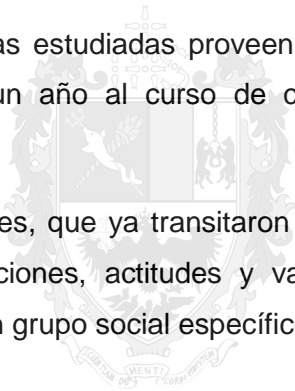 as estudiadas proveen
un año al curso de c
es, que ya transitaron
ciones, actitudes y va
n grupo social específic